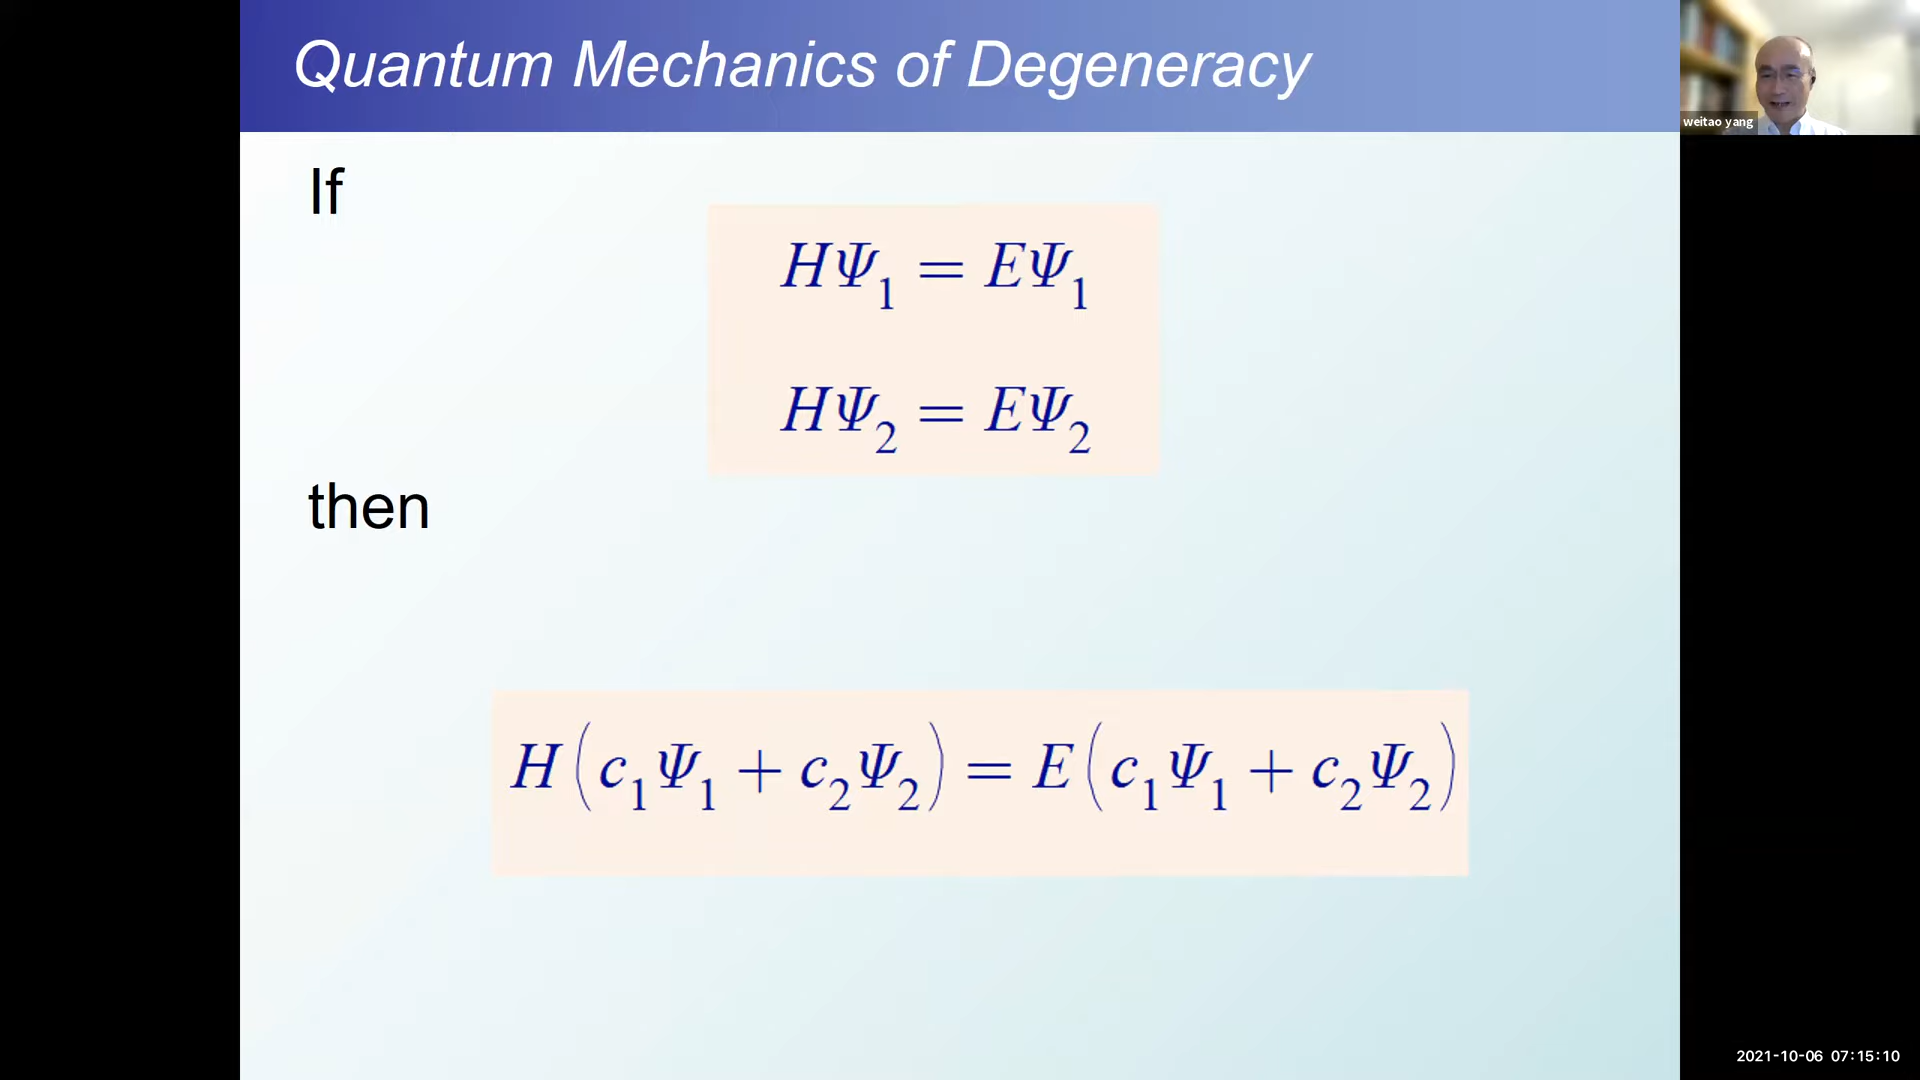 Quantum Mechanics of Degeneracy
weitao yang
If
HΨ₁ = EΨ₁
HΨ₂ = EΨ₂
then
H(c₁Ψ₁ + c₂Ψ₂) = E(c₁Ψ₁ + c₂Ψ₂)
2021-10-06 07:15:10